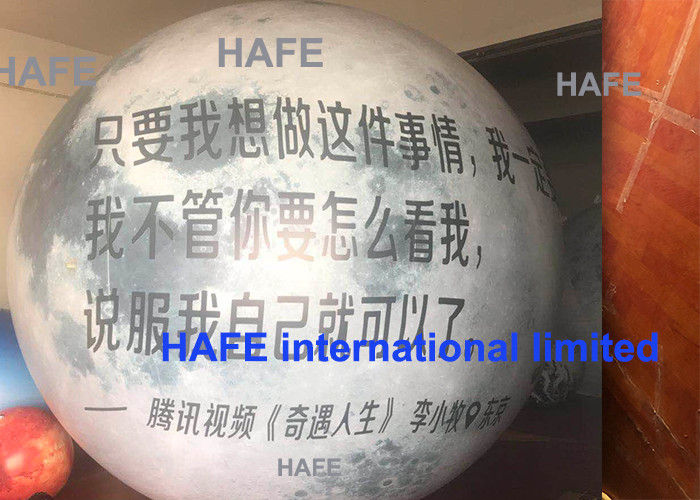 HAFE
HAFE
HAFE
只要我想做这件事情，我一定
我不管你要怎么看我，
说服我自己就可以了，
HAFE international limited
—— 腾讯视频《奇遇人生》 李小牧 东京
HAFE